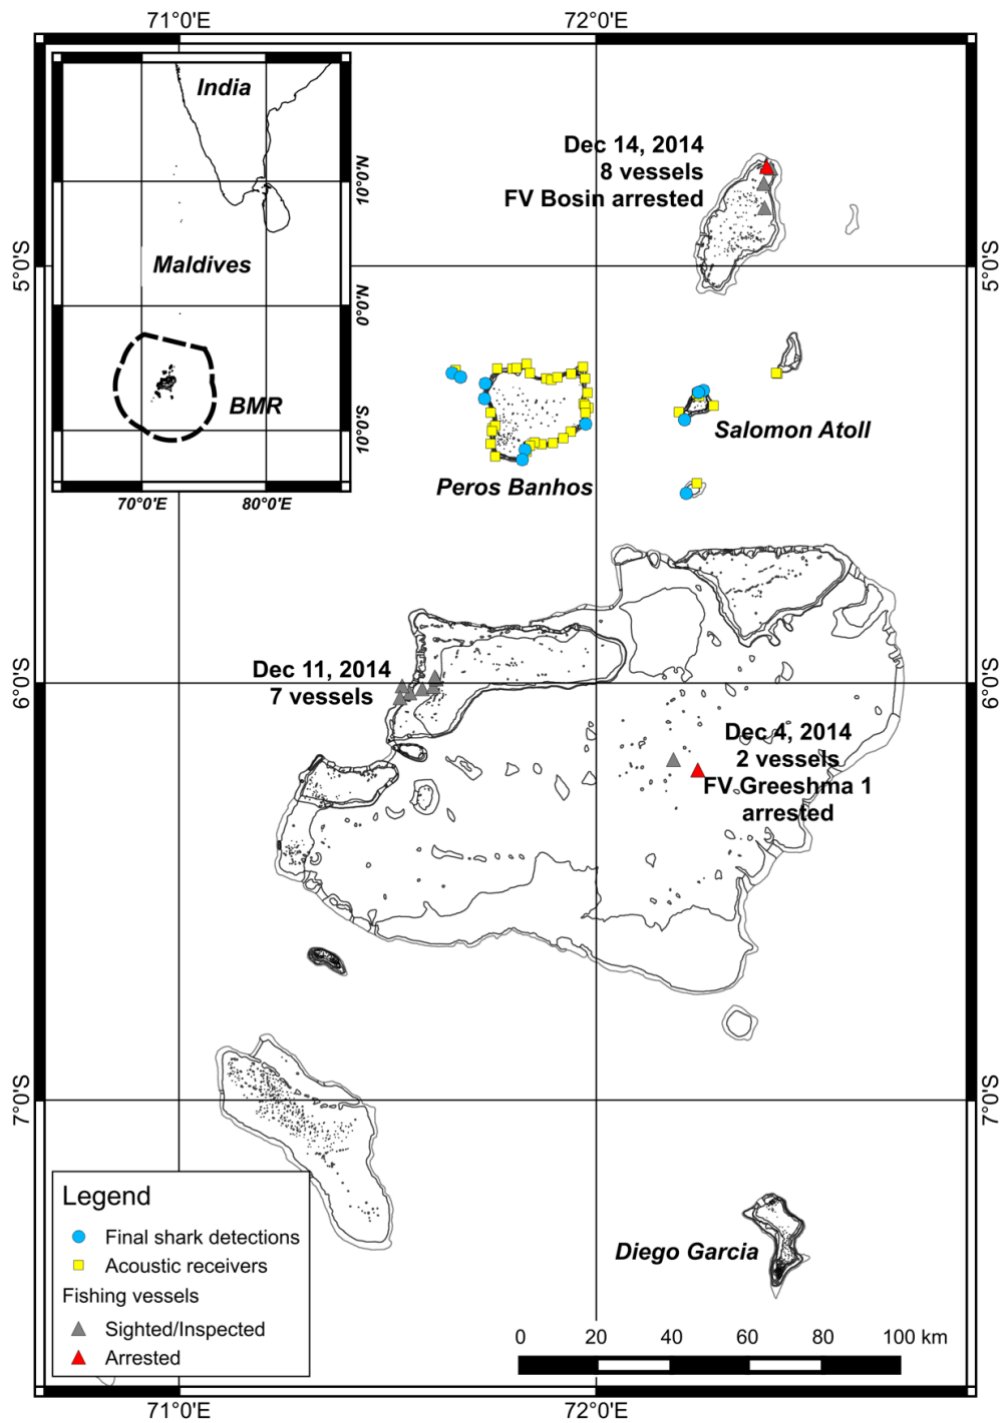 71°0'E
72°0'E
India
10°0'N
Maldives
0°0'N
BMR
10°0'S
70°0'E
80°0'E
Dec 14, 2014
8 vessels
FV Bosin arrested
5°0'S
5°0'S
Salomon Atoll
Peros Banhos
Dec 11, 2014
7 vessels
6°0'S
6°0'S
Dec 4, 2014
2 vessels
FV Greeshma 1
arrested
7°0'S
7°0'S
Legend
Final shark detections
Acoustic receivers
Fishing vessels
Sighted/Inspected
Arrested
Diego Garcia
0 20 40 60 80 100 km
71°0'E
72°0'E